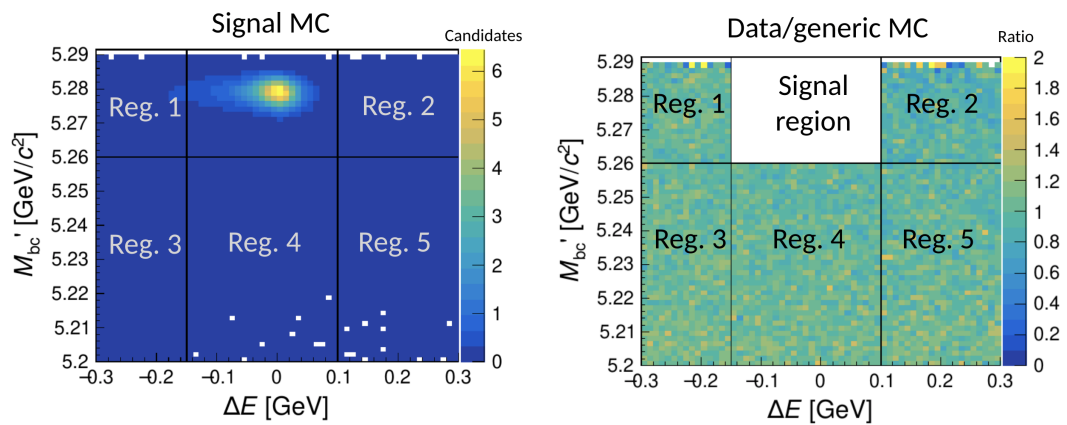 Signal MC
Candidates
5.29
5.28
5.27
5.26
5.24
5.23
5.22
5.21
5.2
M_bc' [GeV/c²]
Reg. 1
Reg. 2
Reg. 3
Reg. 4
Reg. 5
6
5
4
3
2
1
0
−0.3
−0.2
−0.1
0
0.1
0.2
0.3
ΔE [GeV]
Data/generic MC
Ratio
5.29
5.28
5.27
5.26
5.24
5.23
5.22
5.21
5.2
M_bc' [GeV/c²]
Reg. 1
Signal
region
Reg. 2
Reg. 3
Reg. 4
Reg. 5
2
1.8
1.6
1.4
1.2
1
0.8
0.6
0.4
0.2
0
−0.3
−0.2
−0.1
0
0.1
0.2
0.3
ΔE [GeV]